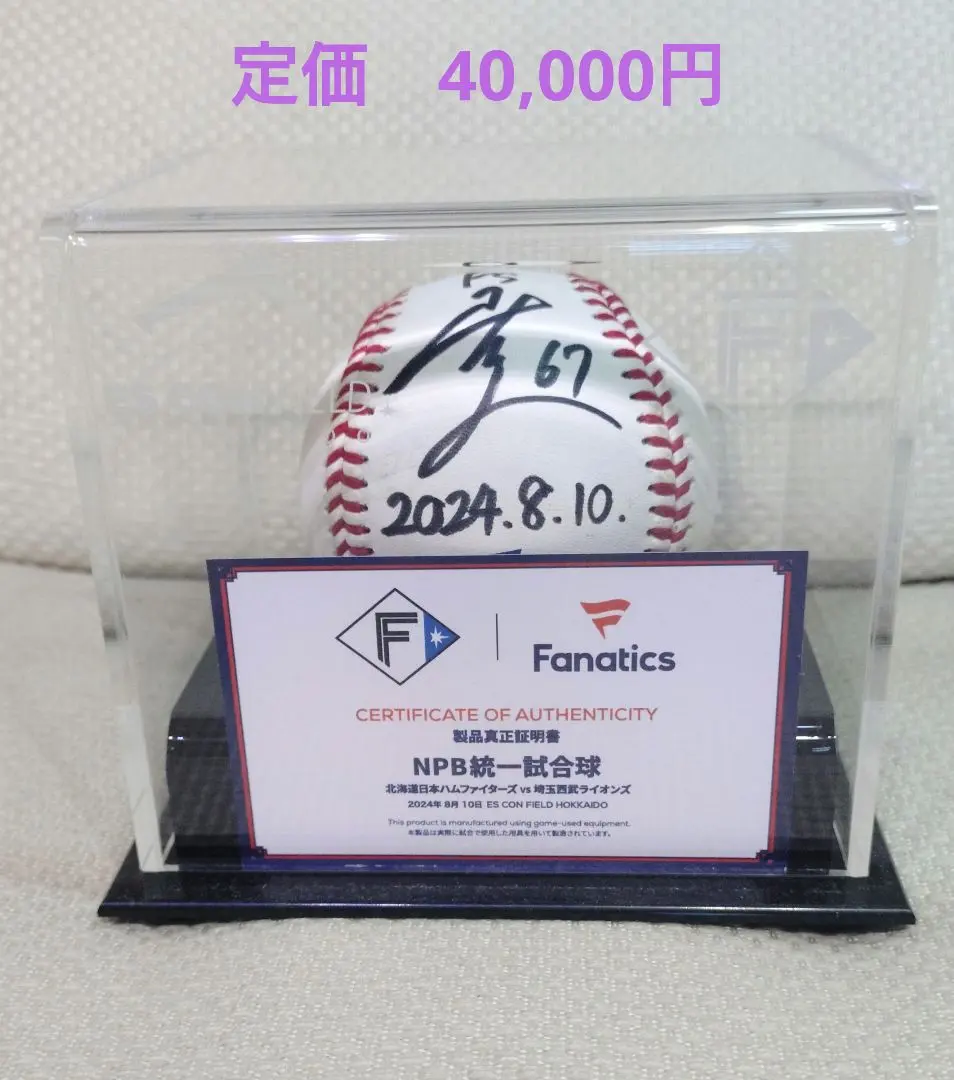 定価 40,000円
67
2024.8.10.
F
Fanatics
CERTIFICATE OF AUTHENTICITY
製品真正証明書
NPB統一試合球
北海道日本ハムファイターズ vs 埼玉西武ライオンズ
2024年 8月 10日 ES CON FIELD HOKKAIDO
This product is manufactured using game-used equipment.
本製品は実際に試合で使用した用具を用いて製造されています。